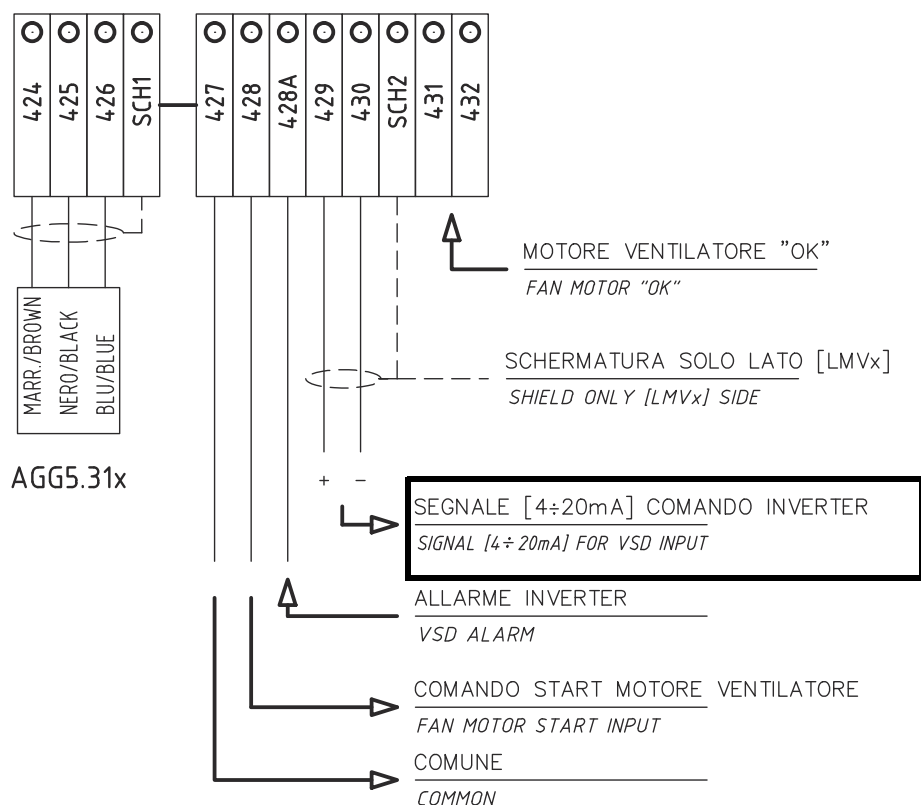 424
425
426
SCH1
427
428
428A
429
430
SCH2
431
432
MARR./BROWN
NERO/BLACK
BLU/BLUE
AGG5.31x
MOTORE VENTILATORE "OK"
FAN MOTOR "OK"
SCHERMATURA SOLO LATO [LMVx]
SHIELD ONLY [LMVx] SIDE
+ −
SEGNALE [4÷20mA] COMANDO INVERTER
SIGNAL [4÷20mA] FOR VSD INPUT
ALLARME INVERTER
VSD ALARM
COMANDO START MOTORE VENTILATORE
FAN MOTOR START INPUT
COMUNE
COMMON